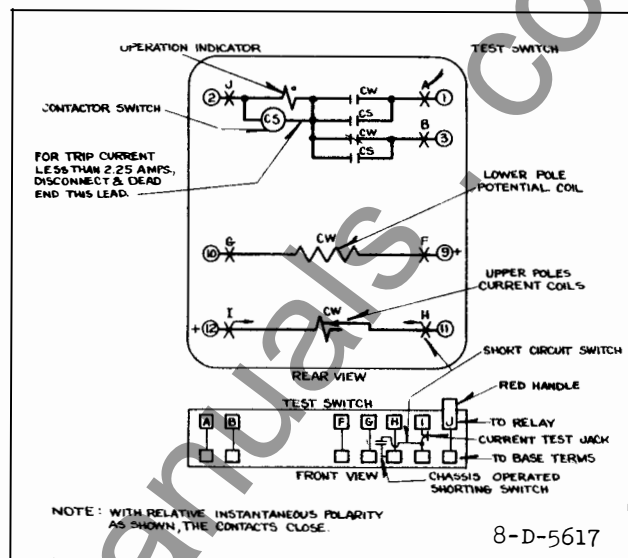 OPERATION INDICATOR
TEST SWITCH
J
CW
A
2
1
CONTACTOR SWITCH
CS
CS
B
CW
3
CS
FOR TRIP CURRENT
LESS THAN 2.25 AMPS.,
DISCONNECT & DEAD
END THIS LEAD.
LOWER POLE
POTENTIAL COIL
G
CW
F
10
9+
UPPER POLES
CURRENT COILS
I
CW
H
+12
11
SHORT CIRCUIT SWITCH
REAR VIEW
RED HANDLE
TEST SWITCH
A B F G H I J
TO RELAY
CURRENT TEST JACK
TO BASE TERMS
FRONT VIEW
CHASSIS OPERATED
SHORTING SWITCH
NOTE: WITH RELATIVE INSTANTANEOUS POLARITY
AS SHOWN, THE CONTACTS CLOSE.
8-D-5617
manuals.co